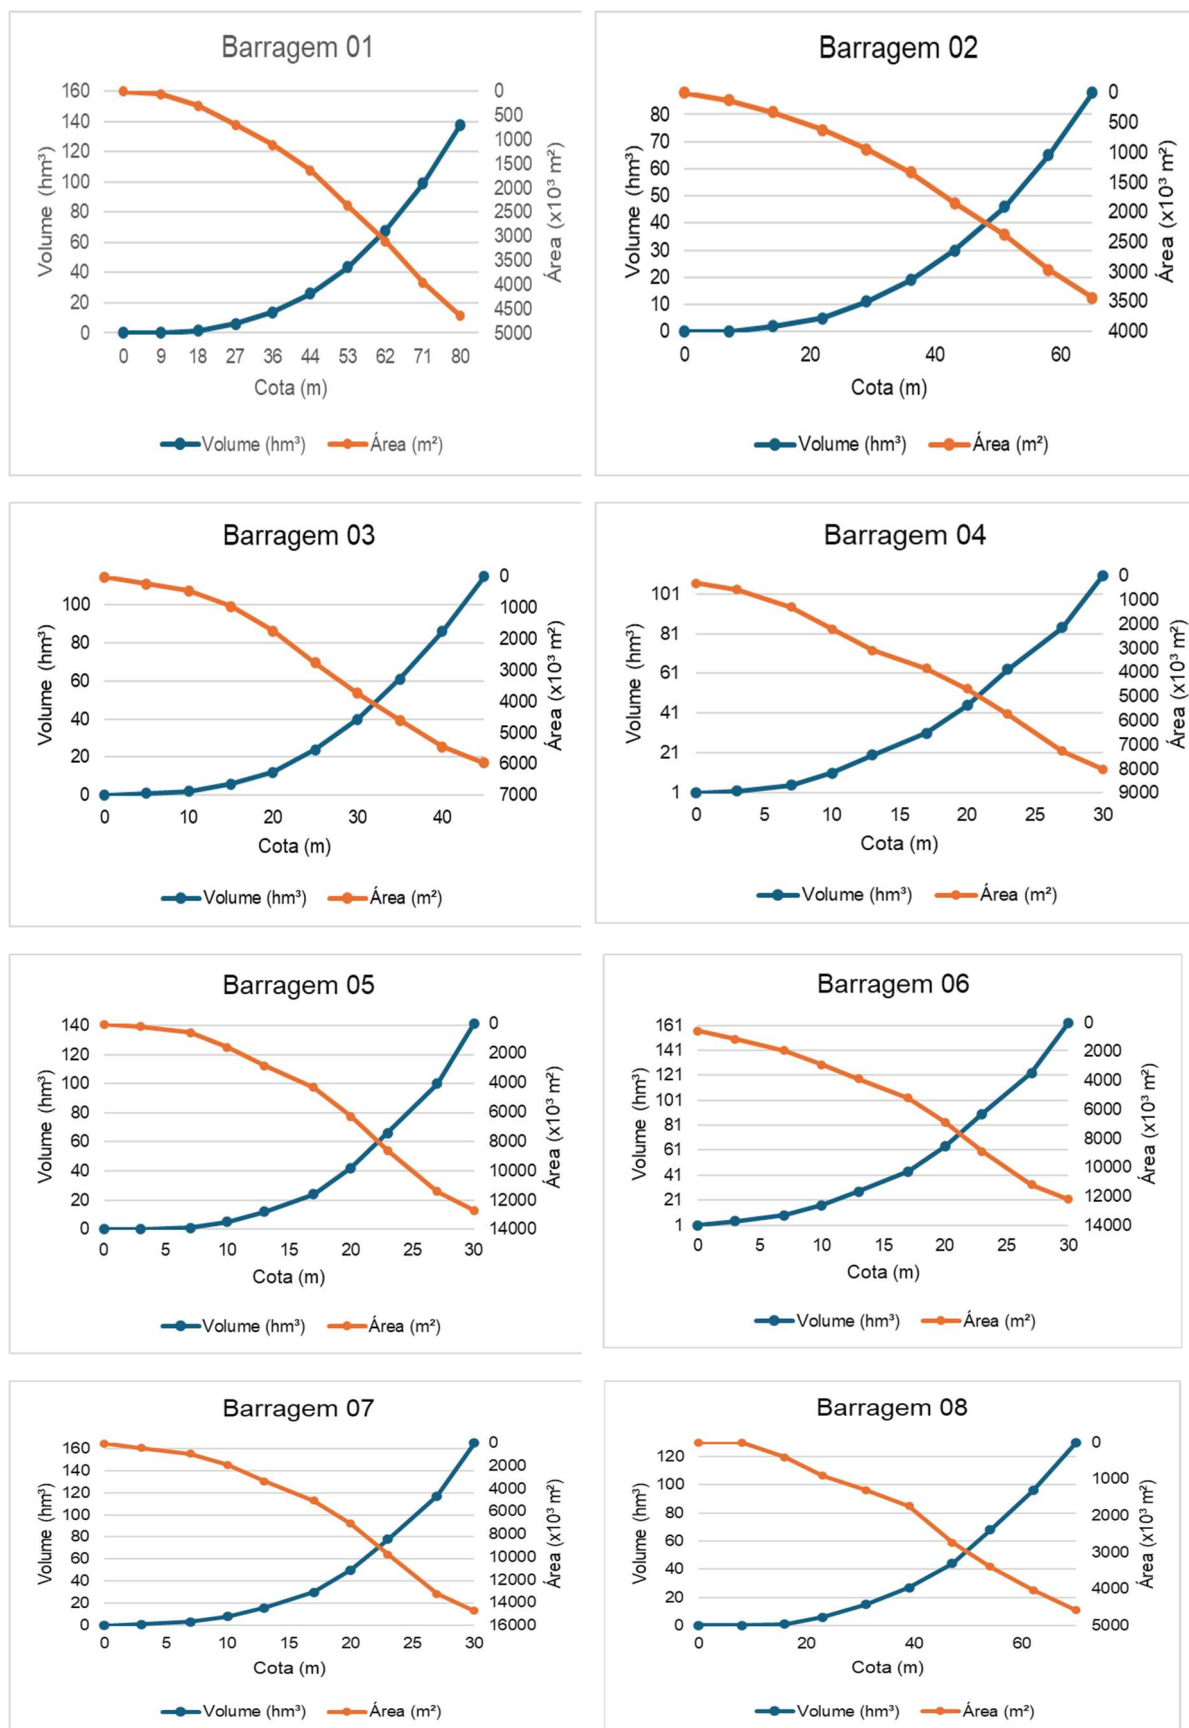 Barragem 01
160
140
120
100
80
60
40
20
0
Volume (hm³)
0
500
1000
1500
2000
2500
3000
3500
4000
4500
5000
Área (x10³ m²)
0 9 18 27 36 44 53 62 71 80
Cota (m)
Volume (hm³) Área (m²)
Barragem 02
80
70
60
50
40
30
20
10
0
Volume (hm³)
0
500
1000
1500
2000
2500
3000
3500
4000
Área (x10³ m²)
0 20 40 60
Cota (m)
Volume (hm³) Área (m²)
Barragem 03
100
80
60
40
20
0
Volume (hm³)
0
1000
2000
3000
4000
5000
6000
7000
Área (x10³ m²)
0 10 20 30 40
Cota (m)
Volume (hm³) Área (m²)
Barragem 04
101
81
61
41
21
1
Volume (hm³)
0
1000
2000
3000
4000
5000
6000
7000
8000
9000
Área (x10³ m²)
0 5 10 15 20 25 30
Cota (m)
Volume (hm³) Área (m²)
Barragem 05
140
120
100
80
60
40
20
0
Volume (hm³)
0
2000
4000
6000
8000
10000
12000
14000
Área (x10³ m²)
0 5 10 15 20 25 30
Cota (m)
Volume (hm³) Área (m²)
Barragem 06
161
141
121
101
81
61
41
21
1
Volume (hm³)
0
2000
4000
6000
8000
10000
12000
14000
Área (x10³ m²)
0 5 10 15 20 25 30
Cota (m)
Volume (hm³) Área (m²)
Barragem 07
160
140
120
100
80
60
40
20
0
Volume (hm³)
0
2000
4000
6000
8000
10000
12000
14000
16000
Área (x10³ m²)
0 5 10 15 20 25 30
Cota (m)
Volume (hm³) Área (m²)
Barragem 08
120
100
80
60
40
20
0
Volume (hm³)
0
1000
2000
3000
4000
5000
Área (x10³ m²)
0 20 40 60
Cota (m)
Volume (hm³) Área (m²)